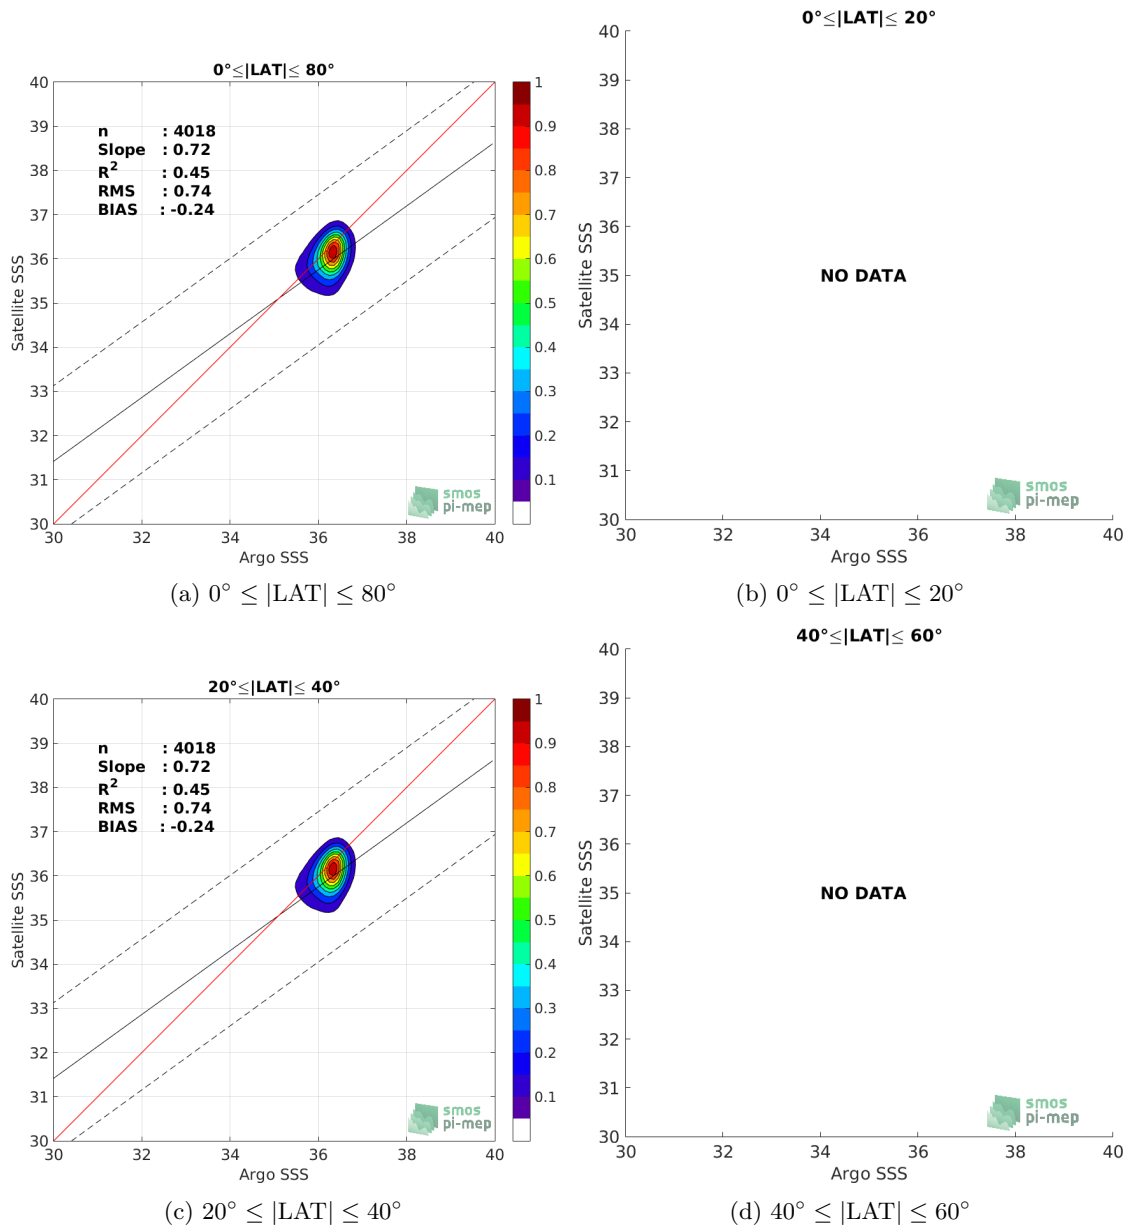 0°≤|LAT|≤ 80°
40
39
38
37
36
35
34
33
32
31
30
Satellite SSS
n : 4018
Slope : 0.72
R2 : 0.45
RMS : 0.74
BIAS : -0.24
1
0.9
0.8
0.7
0.6
0.5
0.4
0.3
0.2
0.1
smos
pi-mep
30 32 34 36 38 40
Argo SSS
(a) 0° ≤ |LAT| ≤ 80°
0°≤|LAT|≤ 20°
40
39
38
37
36
35
34
33
32
31
30
Satellite SSS
NO DATA
smos
pi-mep
30 32 34 36 38 40
Argo SSS
(b) 0° ≤ |LAT| ≤ 20°
20°≤|LAT|≤ 40°
40
39
38
37
36
35
34
33
32
31
30
Satellite SSS
n : 4018
Slope : 0.72
R2 : 0.45
RMS : 0.74
BIAS : -0.24
1
0.9
0.8
0.7
0.6
0.5
0.4
0.3
0.2
0.1
smos
pi-mep
30 32 34 36 38 40
Argo SSS
(c) 20° ≤ |LAT| ≤ 40°
40°≤|LAT|≤ 60°
40
39
38
37
36
35
34
33
32
31
30
Satellite SSS
NO DATA
smos
pi-mep
30 32 34 36 38 40
Argo SSS
(d) 40° ≤ |LAT| ≤ 60°